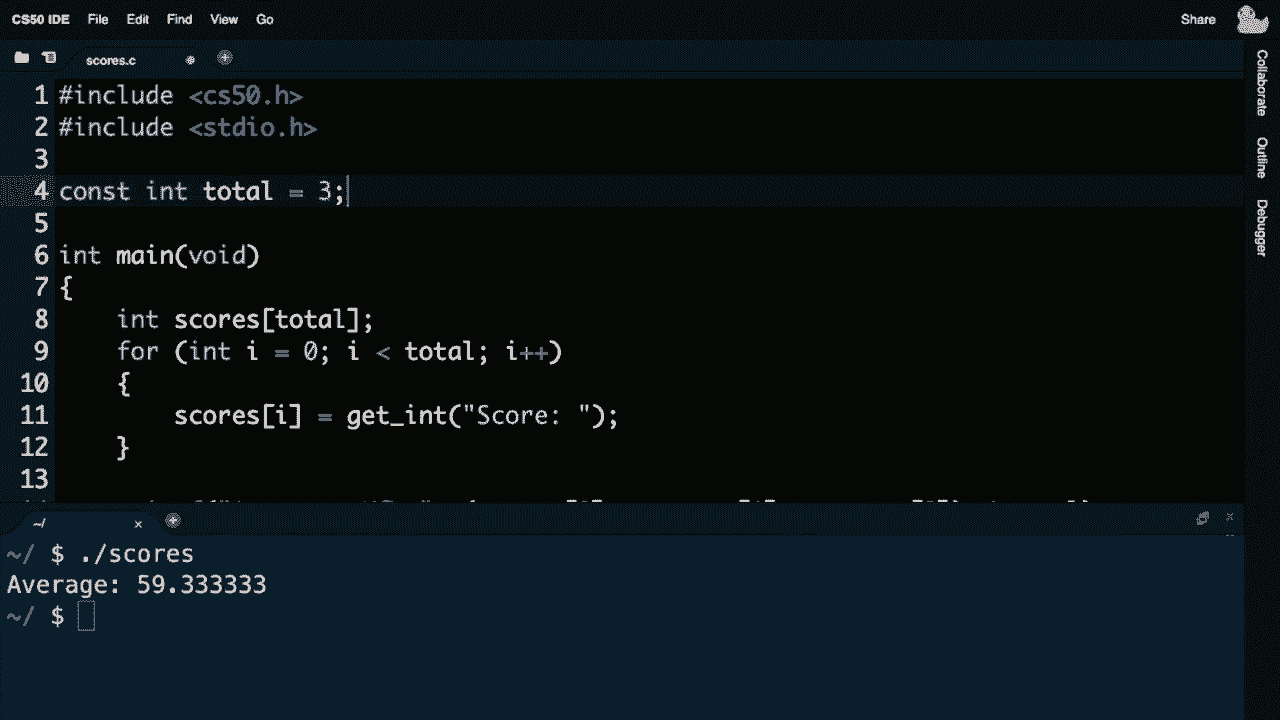 CS50 IDE File Edit Find View Go Share
scores.c
1 #include <cs50.h>
2 #include <stdio.h>
3
4 const int total = 3;
5
6 int main(void)
7 {
8 int scores[total];
9 for (int i = 0; i < total; i++)
10 {
11 scores[i] = get_int("Score: ");
12 }
13
~/
~/ $ ./scores
Average: 59.333333
~/ $
Collaborate
Outline
Debugger